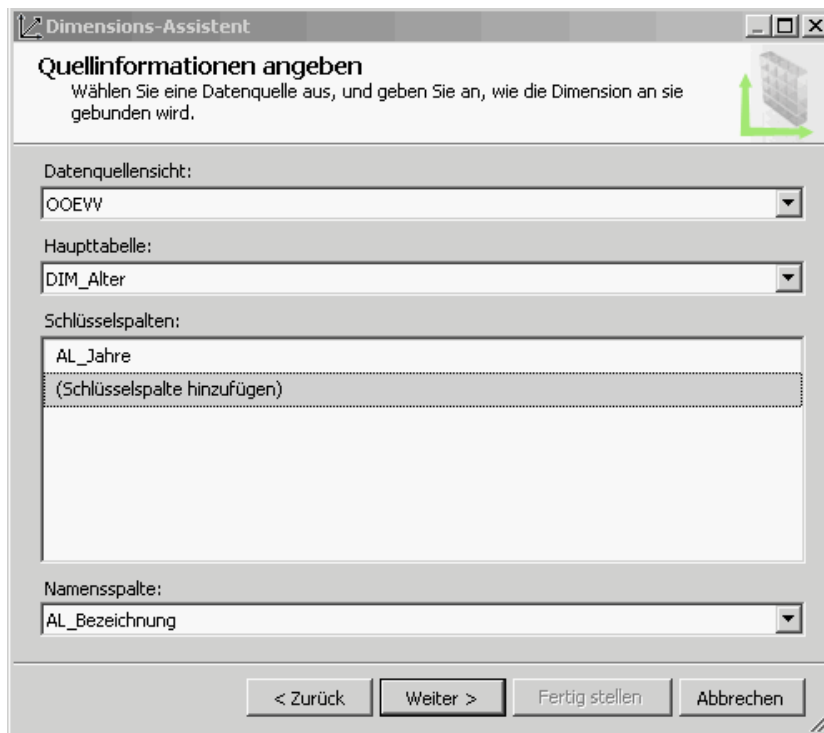 Dimensions-Assistent
Quellinformationen angeben
Wählen Sie eine Datenquelle aus, und geben Sie an, wie die Dimension an sie
gebunden wird.
Datenquellensicht:
OOEVV
Haupttabelle:
DIM_Alter
Schlüsselspalten:
AL_Jahre
(Schlüsselspalte hinzufügen)
Namensspalte:
AL_Bezeichnung
< Zurück
Weiter >
Fertig stellen
Abbrechen